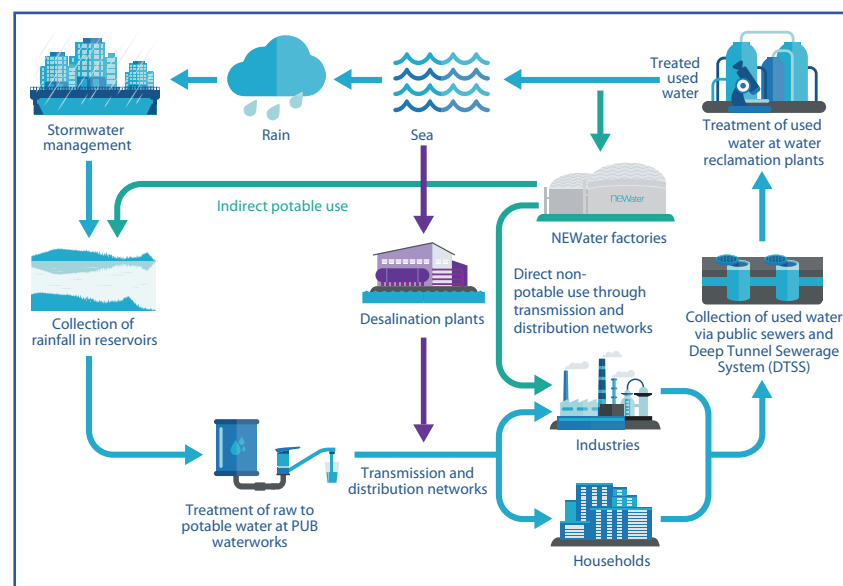 Treated
used
water
Stormwater
management
Rain
Sea
Treatment of used
water at water
reclamation plants
Indirect potable use
neWater
NEWater factories
Collection of
rainfall in reservoirs
Desalination plants
Direct non-
potable use through
transmission and
distribution networks
Collection of used water
via public sewers and
Deep Tunnel Sewerage
System (DTSS)
Industries
Transmission and
distribution networks
Treatment of raw to
potable water at PUB
waterworks
Households